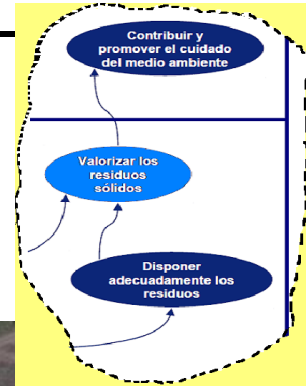 Contribuir y
promover el cuidado
del medio ambiente
Valorizar los
residuos
sólidos
Disponer
adecuadamente los
residuos